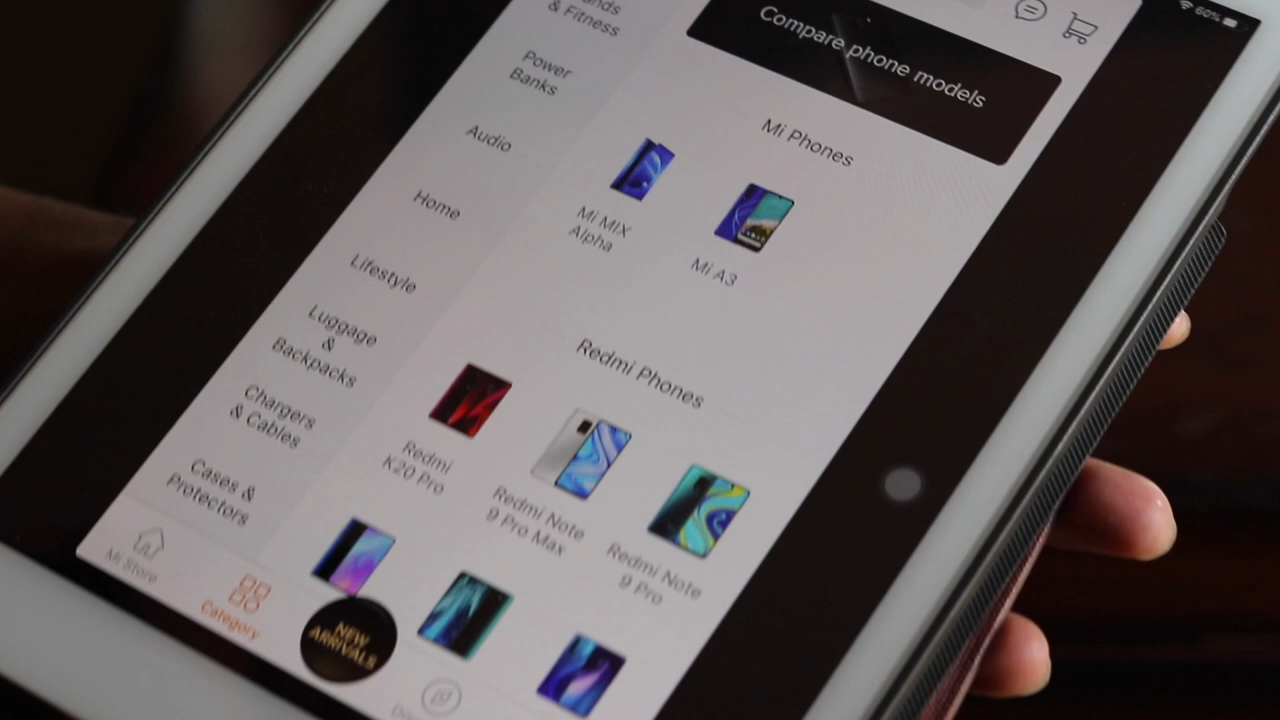 60%
& Fitness
Power
Banks
Audio
Home
Lifestyle
Luggage
&
Backpacks
Chargers
& Cables
Cases &
Protectors
Compare phone models
Mi Phones
Mi MIX
Alpha
Mi A3
Redmi Phones
Redmi
K20 Pro
Redmi Note
9 Pro Max
Redmi Note
9 Pro
Mi Store
Category
NEW
ARRIVALS